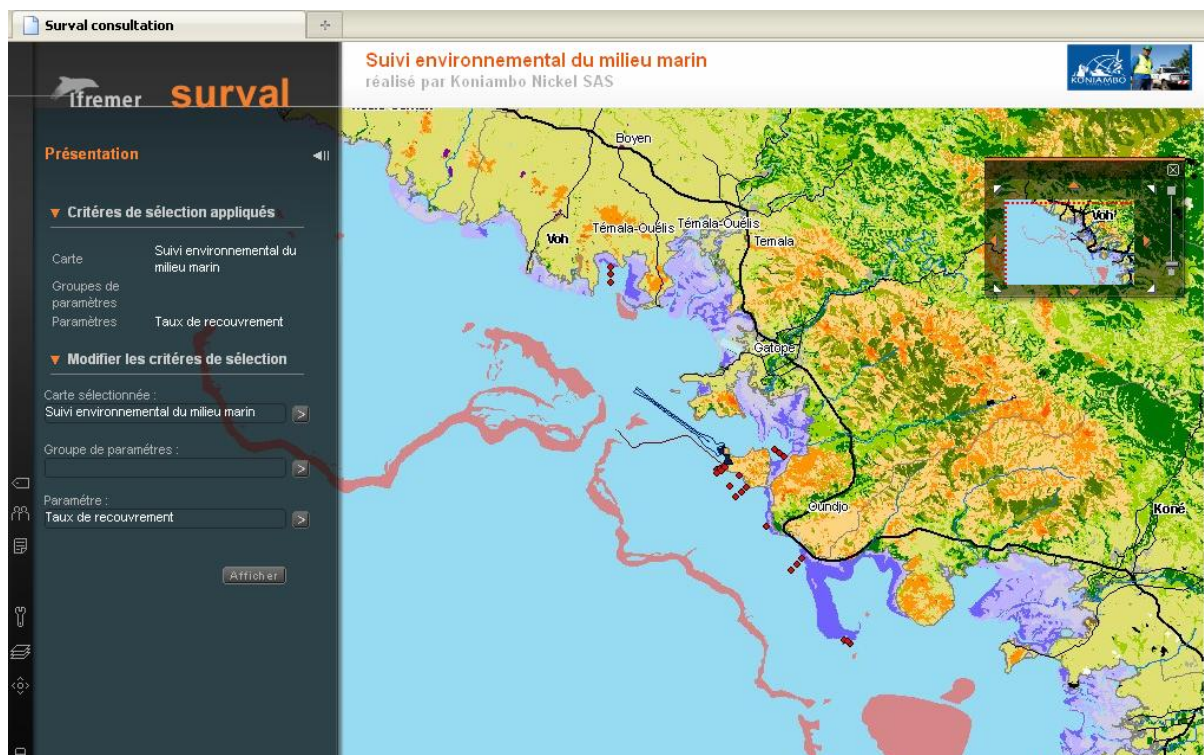 Surval consultation
Suivi environnemental du milieu marin
réalisé par Koniambo Nickel SAS
KONIAMBO
Ifremer surval
Présentation
Critéres de sélection appliqués
Carte
Suivi environnemental du
milieu marin
Groupes de
paramètres
Paramètres Taux de recouvrement
Modifier les critéres de sélection
Carte sélectionnée :
Suivi environnemental du milieu marin
>
Groupe de paramétres :
>
Paramétre :
Taux de recouvrement
>
Afficher
Boyen
Voh
Témala-Ouélis
Témala-Ouélis
Temala
Gatope
Oundjo
Koné
Voh